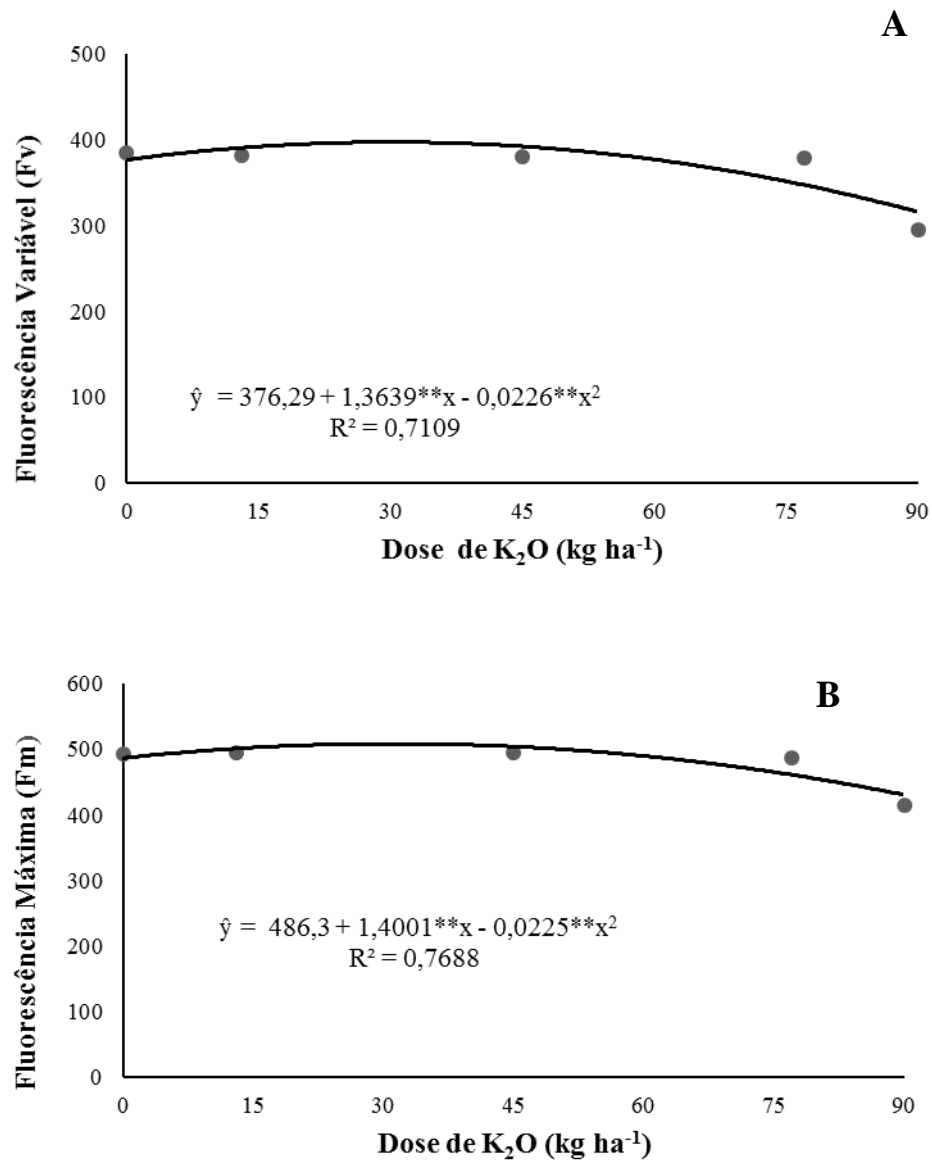 A
500
400
300
200
100
0
Fluorescência Variável (Fv)
ŷ = 376,29 + 1,3639**x - 0,0226**x²
R² = 0,7109
0 15 30 45 60 75 90
Dose de K₂O (kg ha⁻¹)
B
600
500
400
300
200
100
0
Fluorescência Máxima (Fm)
ŷ = 486,3 + 1,4001**x - 0,0225**x²
R² = 0,7688
0 15 30 45 60 75 90
Dose de K₂O (kg ha⁻¹)